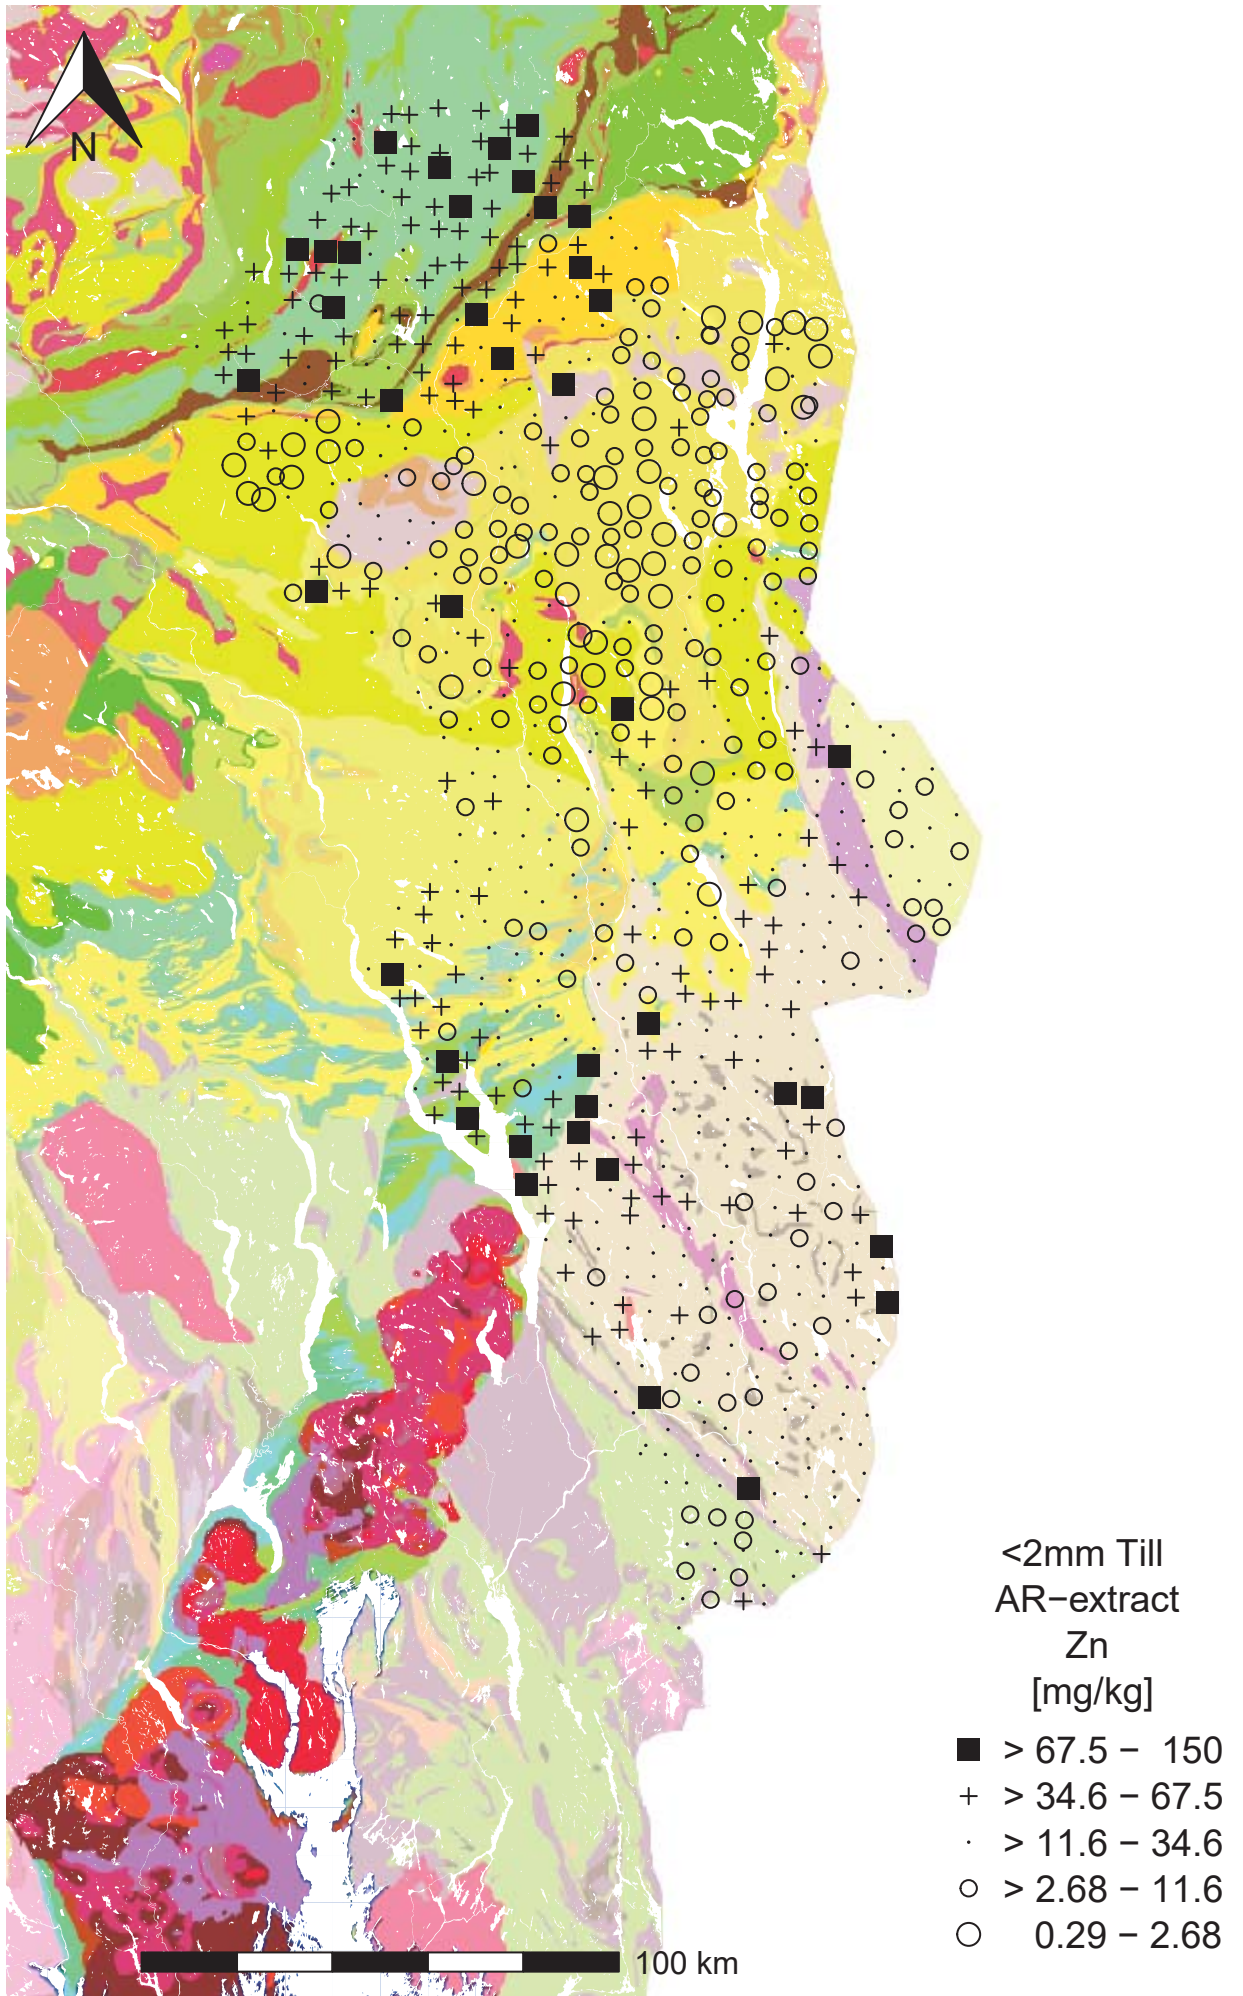 N
<2mm Till
AR−extract
Zn
[mg/kg]
> 67.5 − 150
> 34.6 − 67.5
> 11.6 − 34.6
> 2.68 − 11.6
0.29 − 2.68
100 km